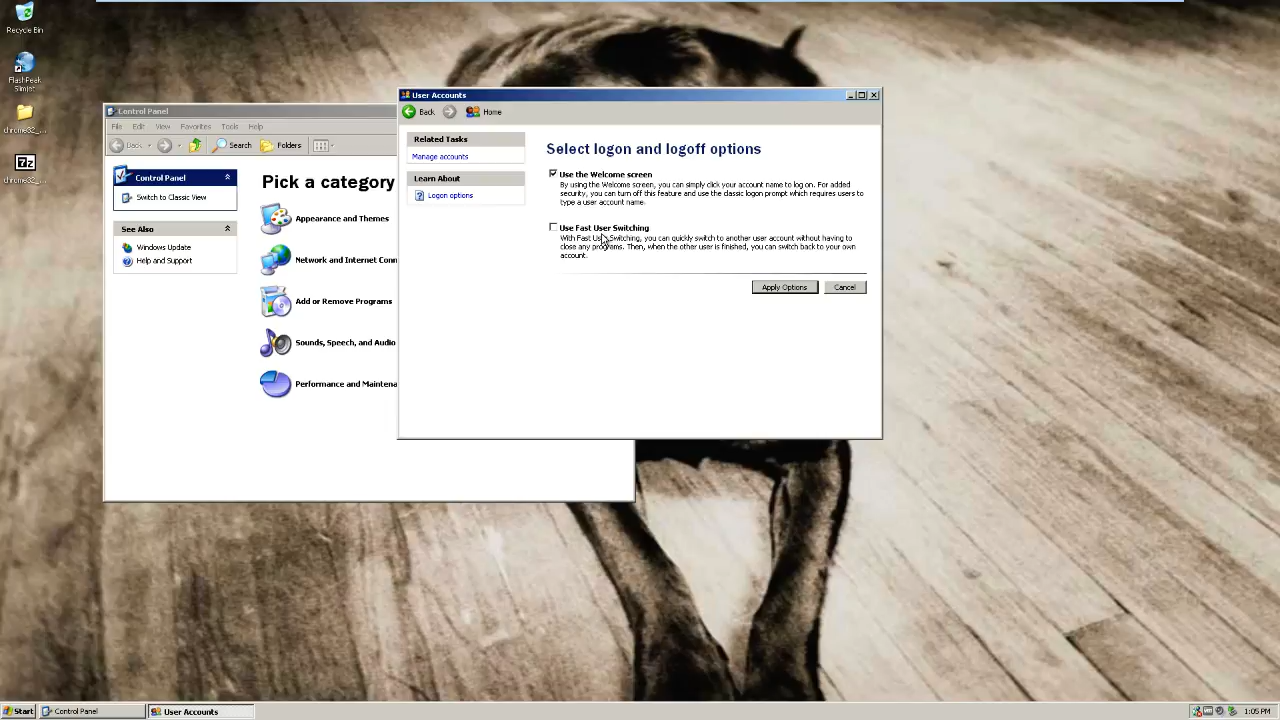 Recycle Bin
FlashPeak
Slimjet
chrome32_...
7z
chrome32_...
Control Panel
File Edit View Favorites Tools Help
Back Search Folders
Control Panel
Switch to Classic View
See Also
Windows Update
Help and Support
Pick a category
Appearance and Themes
Network and Internet Conn
Add or Remove Programs
Sounds, Speech, and Audio
Performance and Maintena
User Accounts
Back Home
Related Tasks
Manage accounts
Learn About
Logon options
Select logon and logoff options
Use the Welcome screen
By using the Welcome screen, you can simply click your account name to log on. For added
security, you can turn off this feature and use the classic logon prompt which requires users to
type a user account name.
Use Fast User Switching
With Fast User Switching, you can quickly switch to another user account without having to
close any programs. Then, when the other user is finished, you can switch back to your own
account.
Apply Options Cancel
Start Control Panel User Accounts 1:05 PM